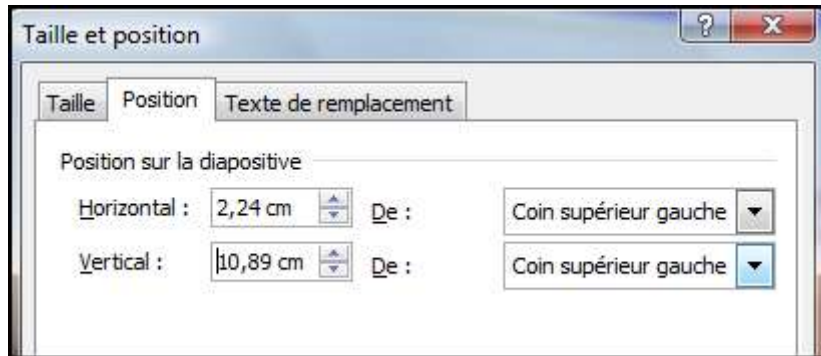 Taille et position
?
X
Taille Position Texte de remplacement
Position sur la diapositive
Horizontal : 2,24 cm De : Coin supérieur gauche
Vertical : 10,89 cm De : Coin supérieur gauche